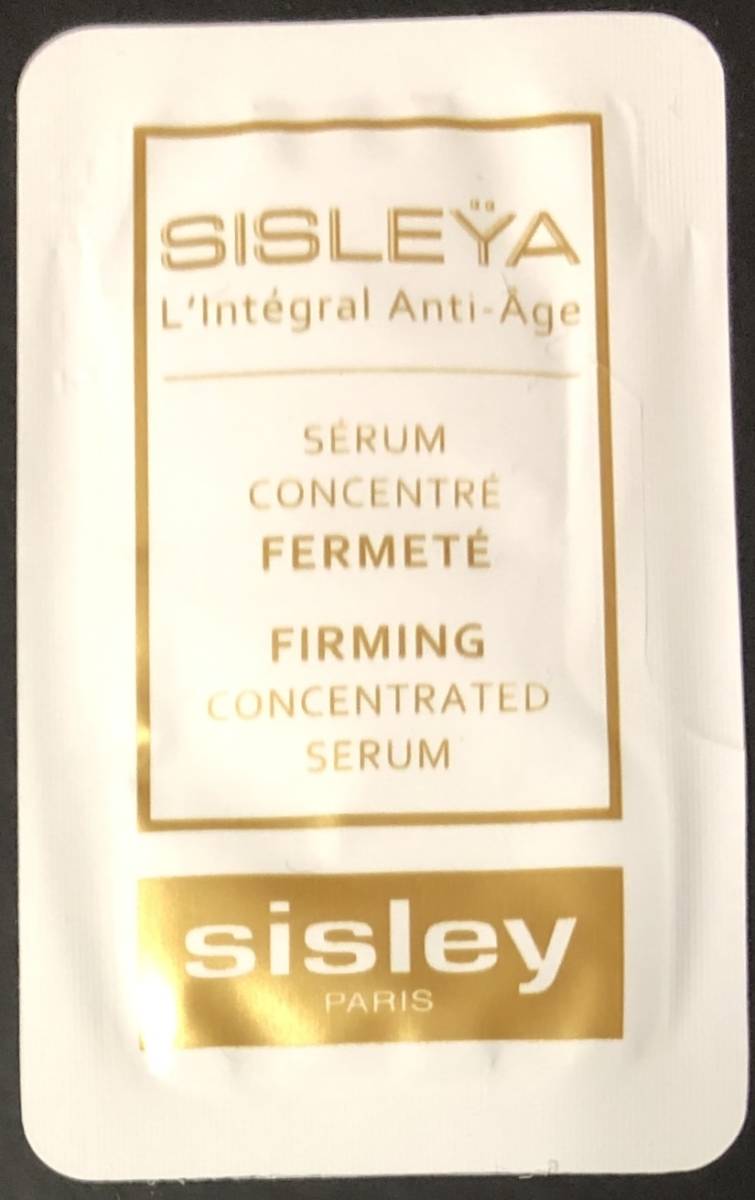 SISLEŸA
L'Intégral Anti-Âge
SÉRUM
CONCENTRÉ
FERMETÉ
FIRMING
CONCENTRATED
SERUM
sisley
PARIS